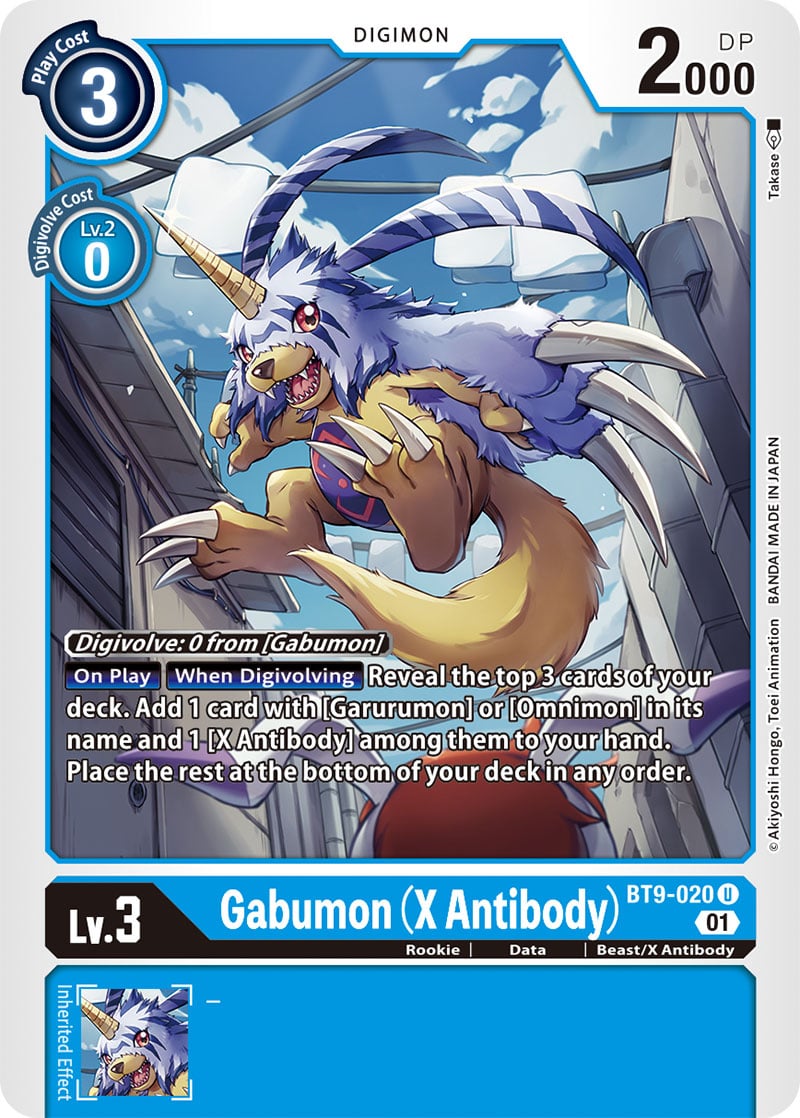 DIGIMON
Play Cost
3
DP
2000
Digivolve Cost
Lv.2
0
Takase
Digivolve: 0 from [Gabumon]
On Play When Digivolving Reveal the top 3 cards of your
deck. Add 1 card with [Garurumon] or [Omnimon] in its
name and 1 [X Antibody] among them to your hand.
Place the rest at the bottom of your deck in any order.
© Akiyoshi Hongo, Toei Animation BANDAI MADE IN JAPAN
Lv.3
Gabumon (X Antibody)
BT9-020 U
01
Rookie | Data | Beast/X Antibody
Inherited Effect
–